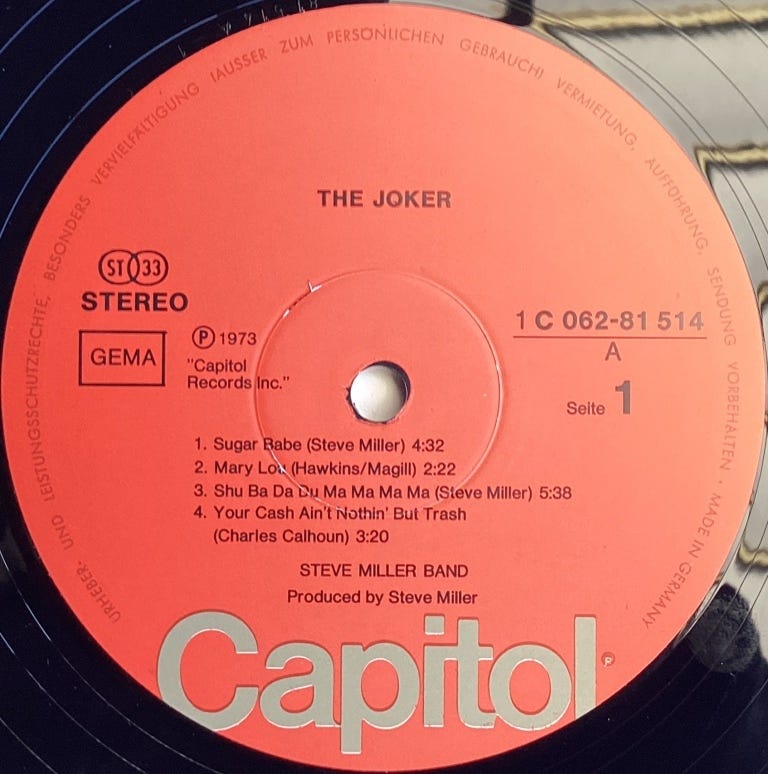 URHEBER- UND LEISTUNGSSCHUTZRECHTE, BESONDERS VERVIELFÄLTIGUNG (AUSSER ZUM PERSÖNLICHEN GEBRAUCH) VERMIETUNG, AUFFÜHRUNG, SENDUNG VORBEHALTEN · MADE IN GERMANY
THE JOKER
ST 33
STEREO
GEMA
Ⓟ 1973
"Capitol
Records Inc."
1 C 062-81 514
A
Seite 1
1. Sugar Babe (Steve Miller) 4:32
2. Mary Lou (Hawkins/Magill) 2:22
3. Shu Ba Da Du Ma Ma Ma Ma (Steve Miller) 5:38
4. Your Cash Ain't Nothin' But Trash
(Charles Calhoun) 3:20
STEVE MILLER BAND
Produced by Steve Miller
Capitol ®